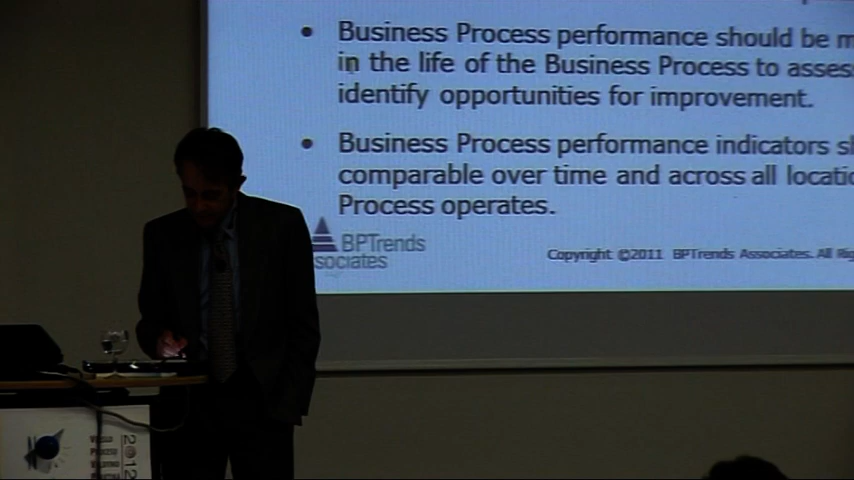 Business Process performance should be m
in the life of the Business Process to asses
identify opportunities for improvement.
Business Process performance indicators s
comparable over time and across all locatio
Process operates.
BPTrends
ssociates
Copyright ©2011 BPTrends Associates. All Rig
2012